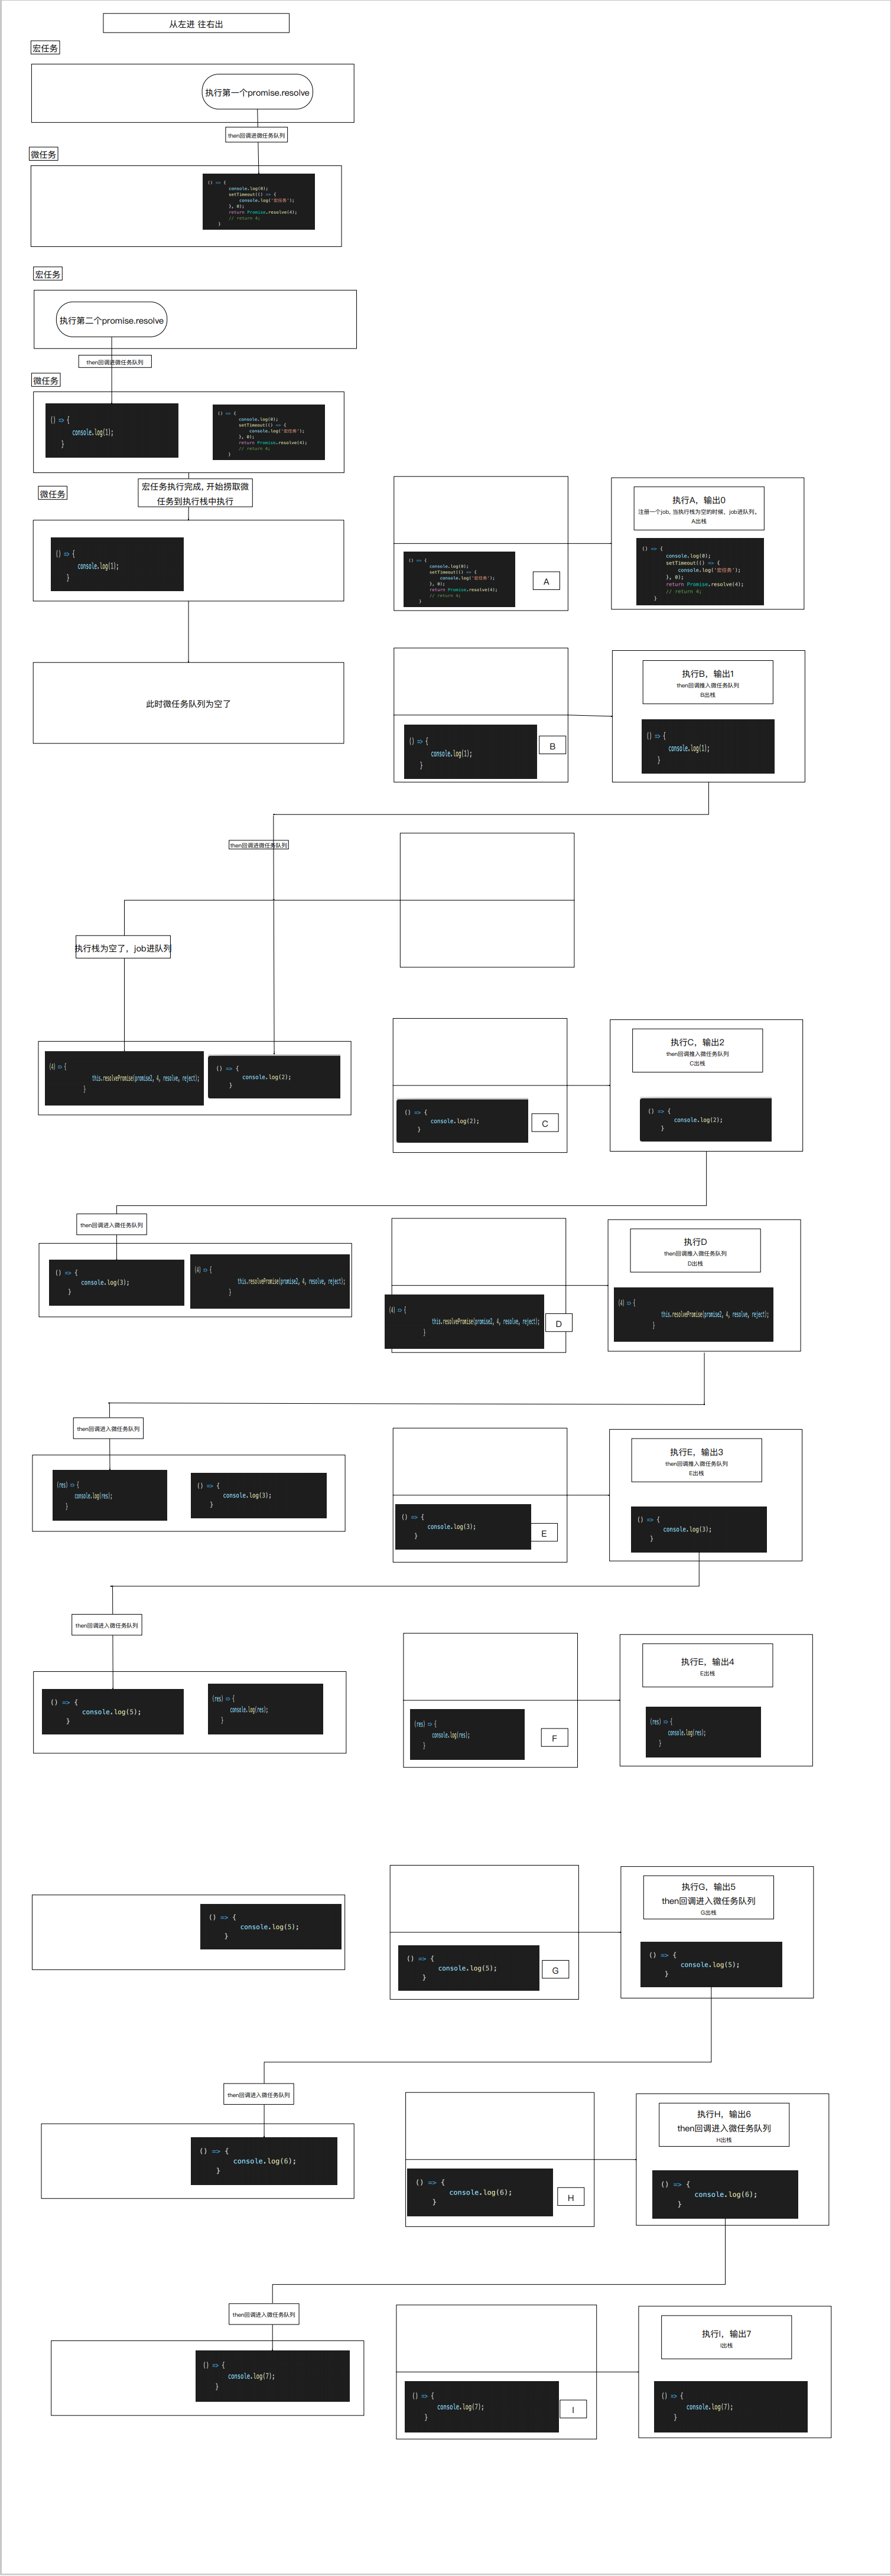 从左进 往右出
宏任务
执行第一个promise.resolve
then回调进微任务队列
微任务
() => {
console.log(0);
setTimeout(() => {
console.log('宏任务');
}, 0);
return Promise.resolve(4);
// return 4;
}
宏任务
执行第二个promise.resolve
then回调进微任务队列
微任务
() => {
console.log(1);
}
() => {
console.log(0);
setTimeout(() => {
console.log('宏任务');
}, 0);
return Promise.resolve(4);
// return 4;
}
宏任务执行完成, 开始捞取微
任务到执行栈中执行
微任务
() => {
console.log(1);
}
() => {
console.log(0);
setTimeout(() => {
console.log('宏任务');
}, 0);
return Promise.resolve(4);
// return 4;
}
A
执行A，输出0
注册一个job, 当执行栈为空的时候，job进队列。
A出栈
() => {
console.log(0);
setTimeout(() => {
console.log('宏任务');
}, 0);
return Promise.resolve(4);
// return 4;
}
此时微任务队列为空了
() => {
console.log(1);
}
B
执行B，输出1
then回调推入微任务队列
B出栈
() => {
console.log(1);
}
then回调进微任务队列
执行栈为空了，job进队列
(4) => {
this.resolvePromise(promise2, 4, resolve, reject);
}
() => {
console.log(2);
}
() => {
console.log(2);
}
C
执行C，输出2
then回调推入微任务队列
C出栈
() => {
console.log(2);
}
then回调进入微任务队列
() => {
console.log(3);
}
(4) => {
this.resolvePromise(promise2, 4, resolve, reject);
}
(4) => {
this.resolvePromise(promise2, 4, resolve, reject);
}
D
执行D
then回调推入微任务队列
D出栈
(4) => {
this.resolvePromise(promise2, 4, resolve, reject);
}
then回调进入微任务队列
(res) => {
console.log(res);
}
() => {
console.log(3);
}
() => {
console.log(3);
}
E
执行E，输出3
then回调推入微任务队列
E出栈
() => {
console.log(3);
}
then回调进入微任务队列
() => {
console.log(5);
}
(res) => {
console.log(res);
}
(res) => {
console.log(res);
}
F
执行E，输出4
E出栈
(res) => {
console.log(res);
}
() => {
console.log(5);
}
() => {
console.log(5);
}
G
执行G，输出5
then回调进入微任务队列
G出栈
() => {
console.log(5);
}
then回调进入微任务队列
() => {
console.log(6);
}
() => {
console.log(6);
}
H
执行H，输出6
then回调进入微任务队列
H出栈
() => {
console.log(6);
}
then回调进入微任务队列
() => {
console.log(7);
}
() => {
console.log(7);
}
I
执行I，输出7
I出栈
() => {
console.log(7);
}